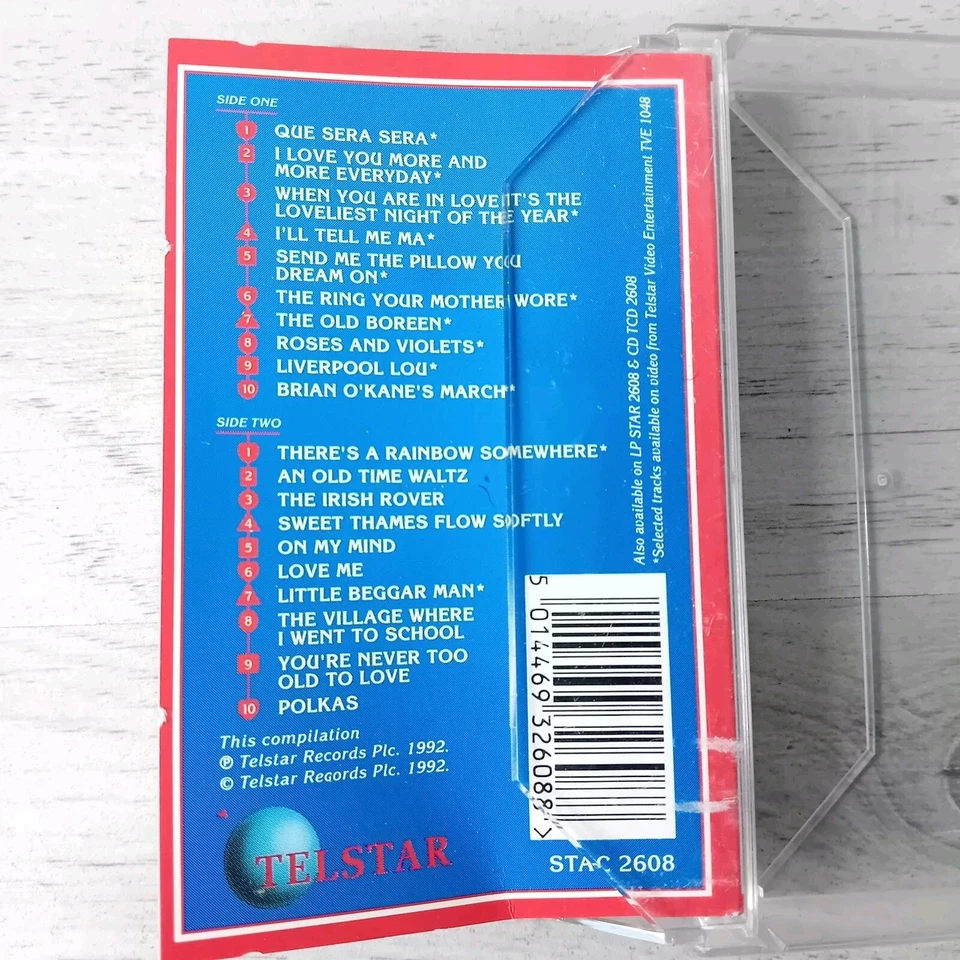 SIDE ONE
1 QUE SERA SERA*
2 I LOVE YOU MORE AND
MORE EVERYDAY*
3 WHEN YOU ARE IN LOVE IT'S THE
LOVELIEST NIGHT OF THE YEAR*
4 I'LL TELL ME MA*
5 SEND ME THE PILLOW YOU
DREAM ON*
6 THE RING YOUR MOTHER WORE*
7 THE OLD BOREEN*
8 ROSES AND VIOLETS*
9 LIVERPOOL LOU*
10 BRIAN O'KANE'S MARCH*
SIDE TWO
1 THERE'S A RAINBOW SOMEWHERE*
2 AN OLD TIME WALTZ
3 THE IRISH ROVER
4 SWEET THAMES FLOW SOFTLY
5 ON MY MIND
6 LOVE ME
7 LITTLE BEGGAR MAN*
8 THE VILLAGE WHERE
I WENT TO SCHOOL
9 YOU'RE NEVER TOO
OLD TO LOVE
10 POLKAS
This compilation
℗ Telstar Records Plc. 1992.
© Telstar Records Plc. 1992.
TELSTAR
Also available on LP STAR 2608 & CD TCD 2608
*Selected tracks available on video from Telstar Video Entertainment TVE 1048
5 014469 326088 >
STAC 2608